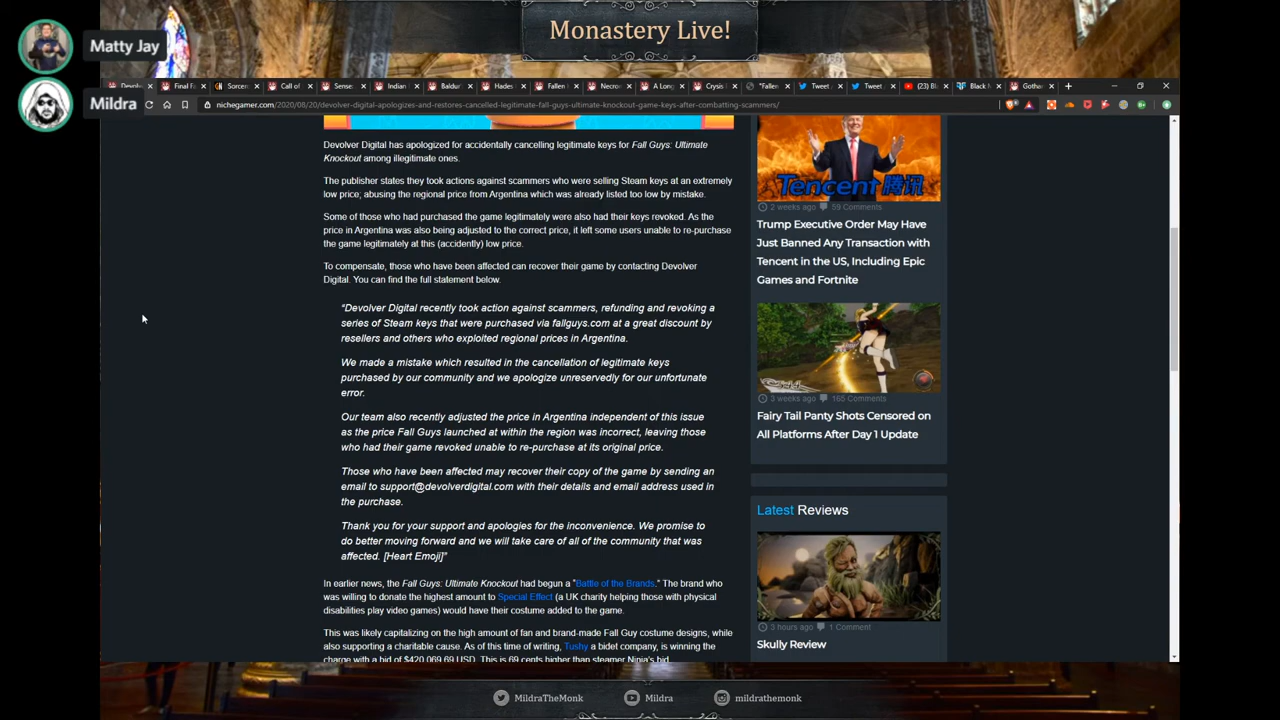 Monastery Live!
Matty Jay
Mildra
Devolv
Final Fa
Sorcen
Call of
Sensec
Indian
Baldur
Hades
Fallen
Necro
A Long
Crysis
"Fallen
Tweet
Tweet
(23) Bl
Black M
Gotha
nichegamer.com/2020/08/20/devolver-digital-apologizes-and-restores-cancelled-legitimate-fall-guys-ultimate-knockout-game-keys-after-combatting-scammers/
Devolver Digital has apologized for accidentally cancelling legitimate keys for Fall Guys: Ultimate
Knockout among illegitimate ones.
The publisher states they took actions against scammers who were selling Steam keys at an extremely
low price; abusing the regional price from Argentina which was already listed too low by mistake.
Some of those who had purchased the game legitimately were also had their keys revoked. As the
price in Argentina was also being adjusted to the correct price, it left some users unable to re-purchase
the game legitimately at this (accidently) low price.
To compensate, those who have been affected can recover their game by contacting Devolver
Digital. You can find the full statement below.
"Devolver Digital recently took action against scammers, refunding and revoking a
series of Steam keys that were purchased via fallguys.com at a great discount by
resellers and others who exploited regional prices in Argentina.
We made a mistake which resulted in the cancellation of legitimate keys
purchased by our community and we apologize unreservedly for our unfortunate
error.
Our team also recently adjusted the price in Argentina independent of this issue
as the price Fall Guys launched at within the region was incorrect, leaving those
who had their game revoked unable to re-purchase at its original price.
Those who have been affected may recover their copy of the game by sending an
email to support@devolverdigital.com with their details and email address used in
the purchase.
Thank you for your support and apologies for the inconvenience. We promise to
do better moving forward and we will take care of all of the community that was
affected. [Heart Emoji]"
In earlier news, the Fall Guys: Ultimate Knockout had begun a "Battle of the Brands." The brand who
was willing to donate the highest amount to Special Effect (a UK charity helping those with physical
disabilities play video games) would have their costume added to the game.
This was likely capitalizing on the high amount of fan and brand-made Fall Guy costume designs, while
also supporting a charitable cause. As of this time of writing, Tushy a bidet company, is winning the
charge with a bid of $420,069.69 USD. This is 69 cents higher than steamer Ninja's bid.
Tencent 腾讯
2 weeks ago 59 Comments
Trump Executive Order May Have
Just Banned Any Transaction with
Tencent in the US, Including Epic
Games and Fortnite
3 weeks ago 165 Comments
Fairy Tail Panty Shots Censored on
All Platforms After Day 1 Update
Latest Reviews
3 hours ago 1 Comment
Skully Review
MildraTheMonk
Mildra
mildrathemonk